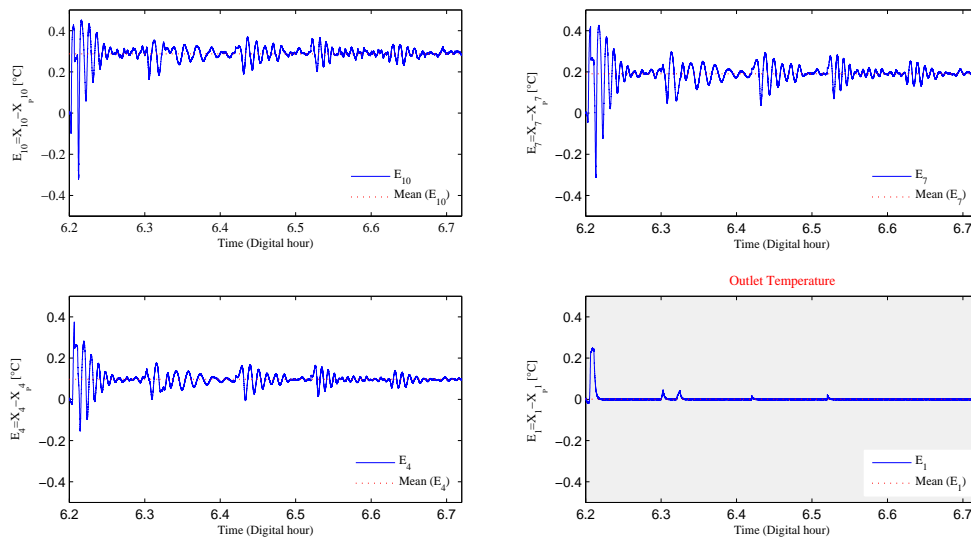 0.4
0.2
0
−0.2
−0.4
E10=X10−Xp10 [°C]
E10
Mean (E10)
6.2 6.3 6.4 6.5 6.6 6.7
Time (Digital hour)
0.4
0.2
0
−0.2
−0.4
E7=X7−Xp7 [°C]
E7
Mean (E7)
6.2 6.3 6.4 6.5 6.6 6.7
Time (Digital hour)
0.4
0.2
0
−0.2
−0.4
E4=X4−Xp4 [°C]
E4
Mean (E4)
6.2 6.3 6.4 6.5 6.6 6.7
Time (Digital hour)
Outlet Temperature
0.4
0.2
0
−0.2
−0.4
E1=X1−Xp1 [°C]
E1
Mean (E1)
6.2 6.3 6.4 6.5 6.6 6.7
Time (Digital hour)